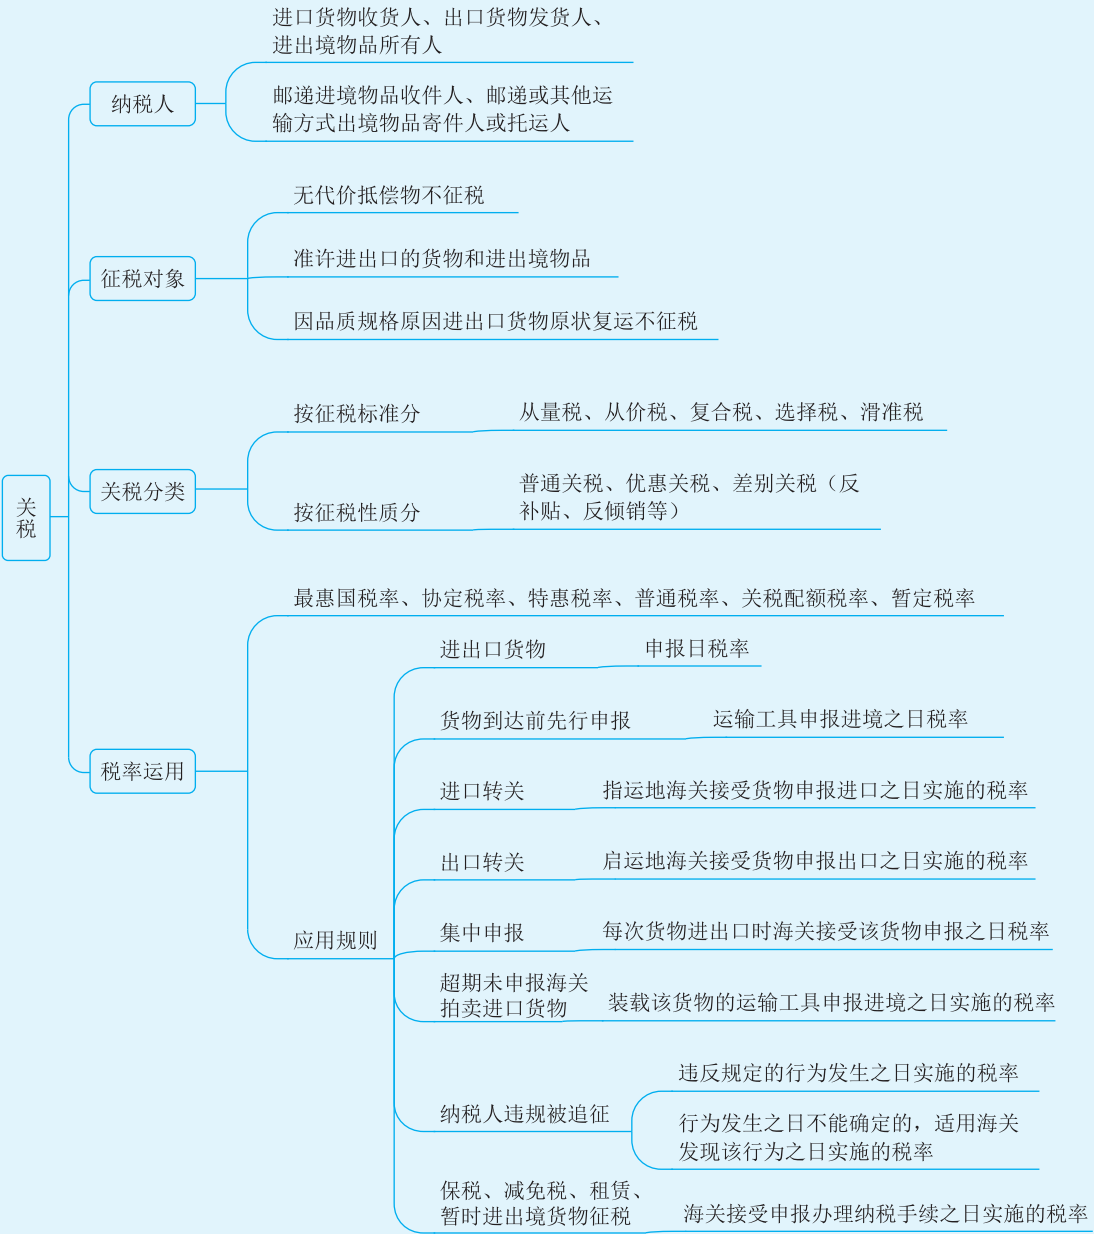 关
税
纳税人
进口货物收货人、出口货物发货人、
进出境物品所有人
邮递进境物品收件人、邮递或其他运
输方式出境物品寄件人或托运人
征税对象
无代价抵偿物不征税
准许进出口的货物和进出境物品
因品质规格原因进出口货物原状复运不征税
关税分类
按征税标准分
从量税、从价税、复合税、选择税、滑准税
按征税性质分
普通关税、优惠关税、差别关税（反
补贴、反倾销等）
税率运用
最惠国税率、协定税率、特惠税率、普通税率、关税配额税率、暂定税率
应用规则
进出口货物
申报日税率
货物到达前先行申报
运输工具申报进境之日税率
进口转关
指运地海关接受货物申报进口之日实施的税率
出口转关
启运地海关接受货物申报出口之日实施的税率
集中申报
每次货物进出口时海关接受该货物申报之日税率
超期未申报海关
拍卖进口货物
装载该货物的运输工具申报进境之日实施的税率
纳税人违规被追征
违反规定的行为发生之日实施的税率
行为发生之日不能确定的，适用海关
发现该行为之日实施的税率
保税、减免税、租赁、
暂时进出境货物征税
海关接受申报办理纳税手续之日实施的税率